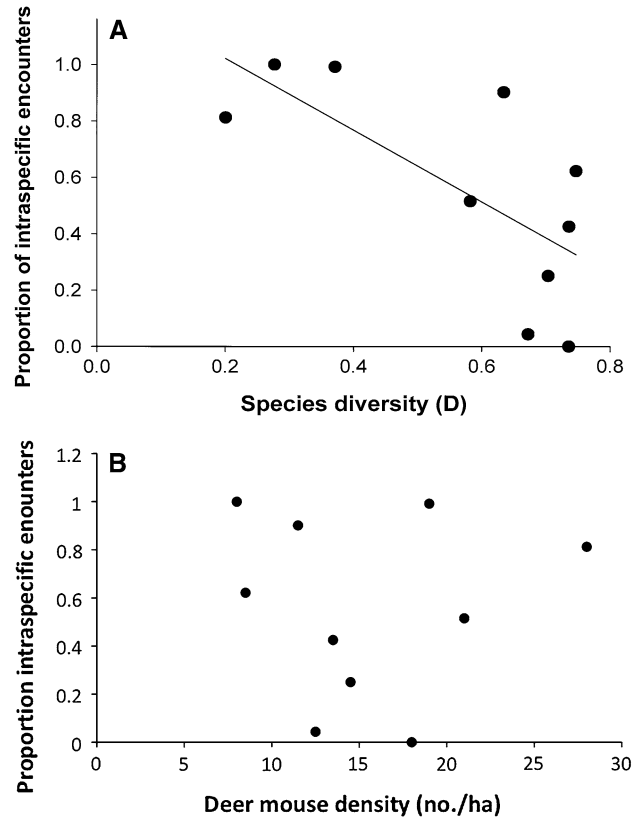 A
Proportion of intraspecific encounters
1.0
0.8
0.6
0.4
0.2
0.0
0.0 0.2 0.4 0.6 0.8
Species diversity (D)
B
Proportion intraspecific enounters
1.2
1
0.8
0.6
0.4
0.2
0
0 5 10 15 20 25 30
Deer mouse density (no./ha)